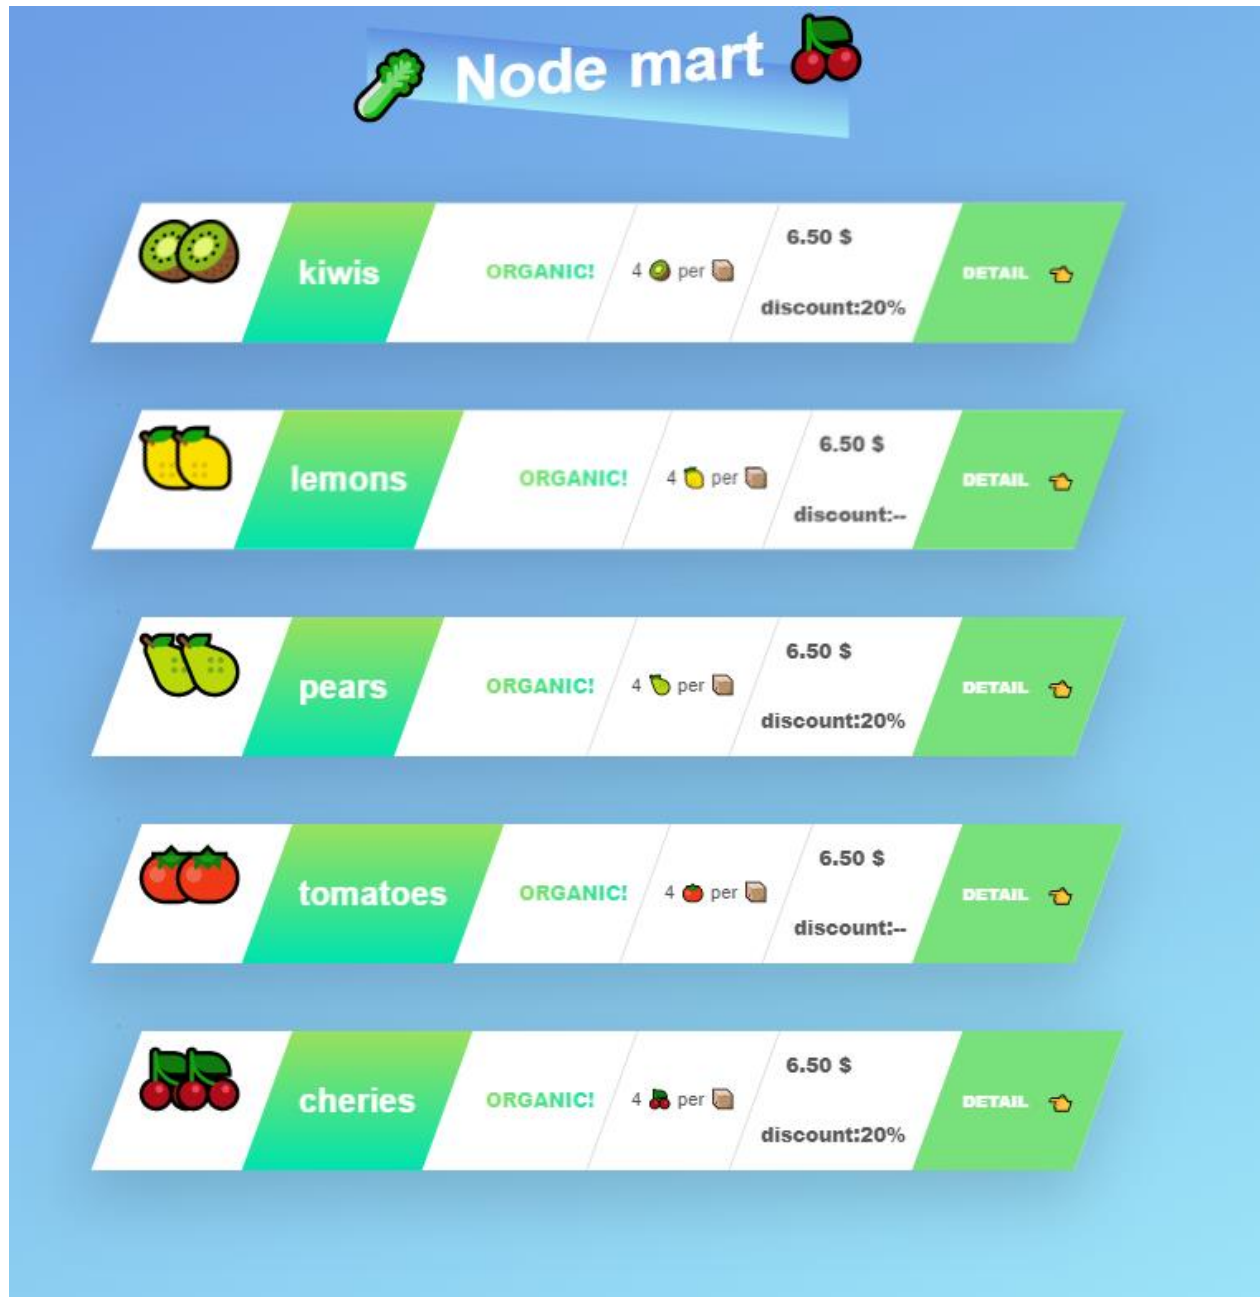 Node mart
kiwis ORGANIC! 4 per 6.50 $ discount:20% DETAIL
lemons ORGANIC! 4 per 6.50 $ discount:-- DETAIL
pears ORGANIC! 4 per 6.50 $ discount:20% DETAIL
tomatoes ORGANIC! 4 per 6.50 $ discount:-- DETAIL
cheries ORGANIC! 4 per 6.50 $ discount:20% DETAIL